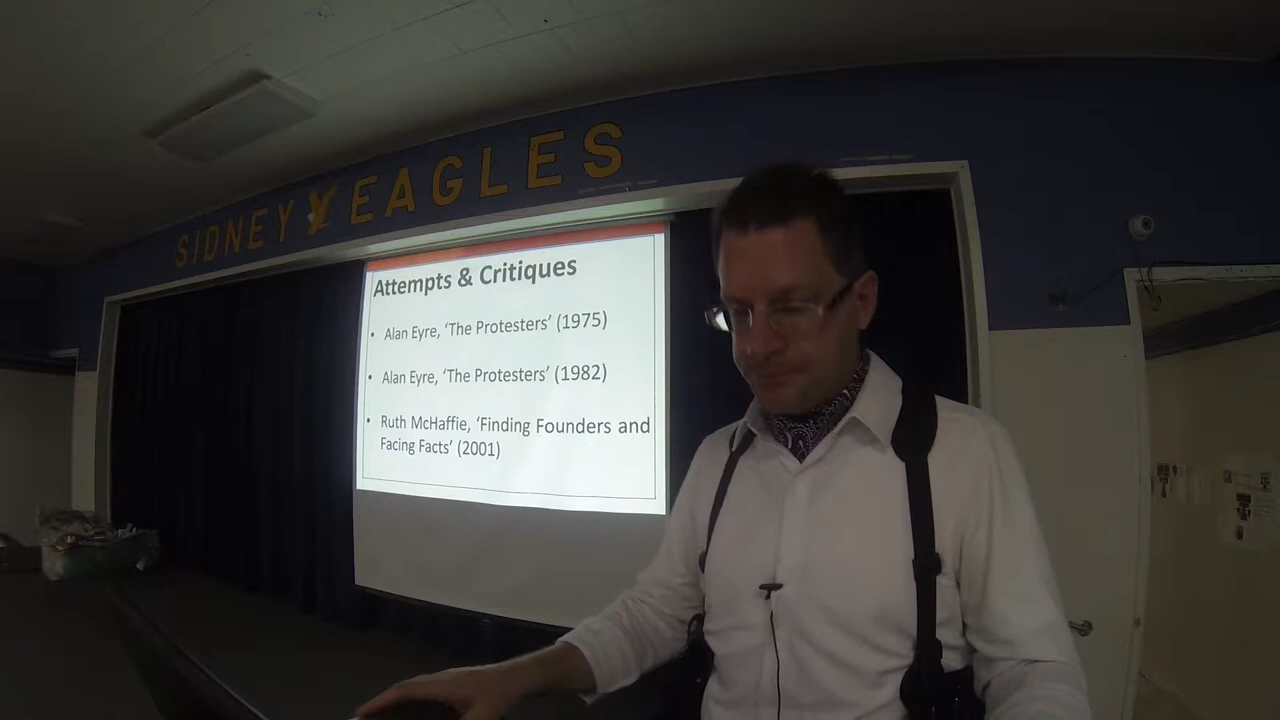 SIDNEY EAGLES
Attempts & Critiques
• Alan Eyre, ‘The Protesters’ (1975)
• Alan Eyre, ‘The Protesters’ (1982)
• Ruth McHaffie, ‘Finding Founders and
Facing Facts’ (2001)